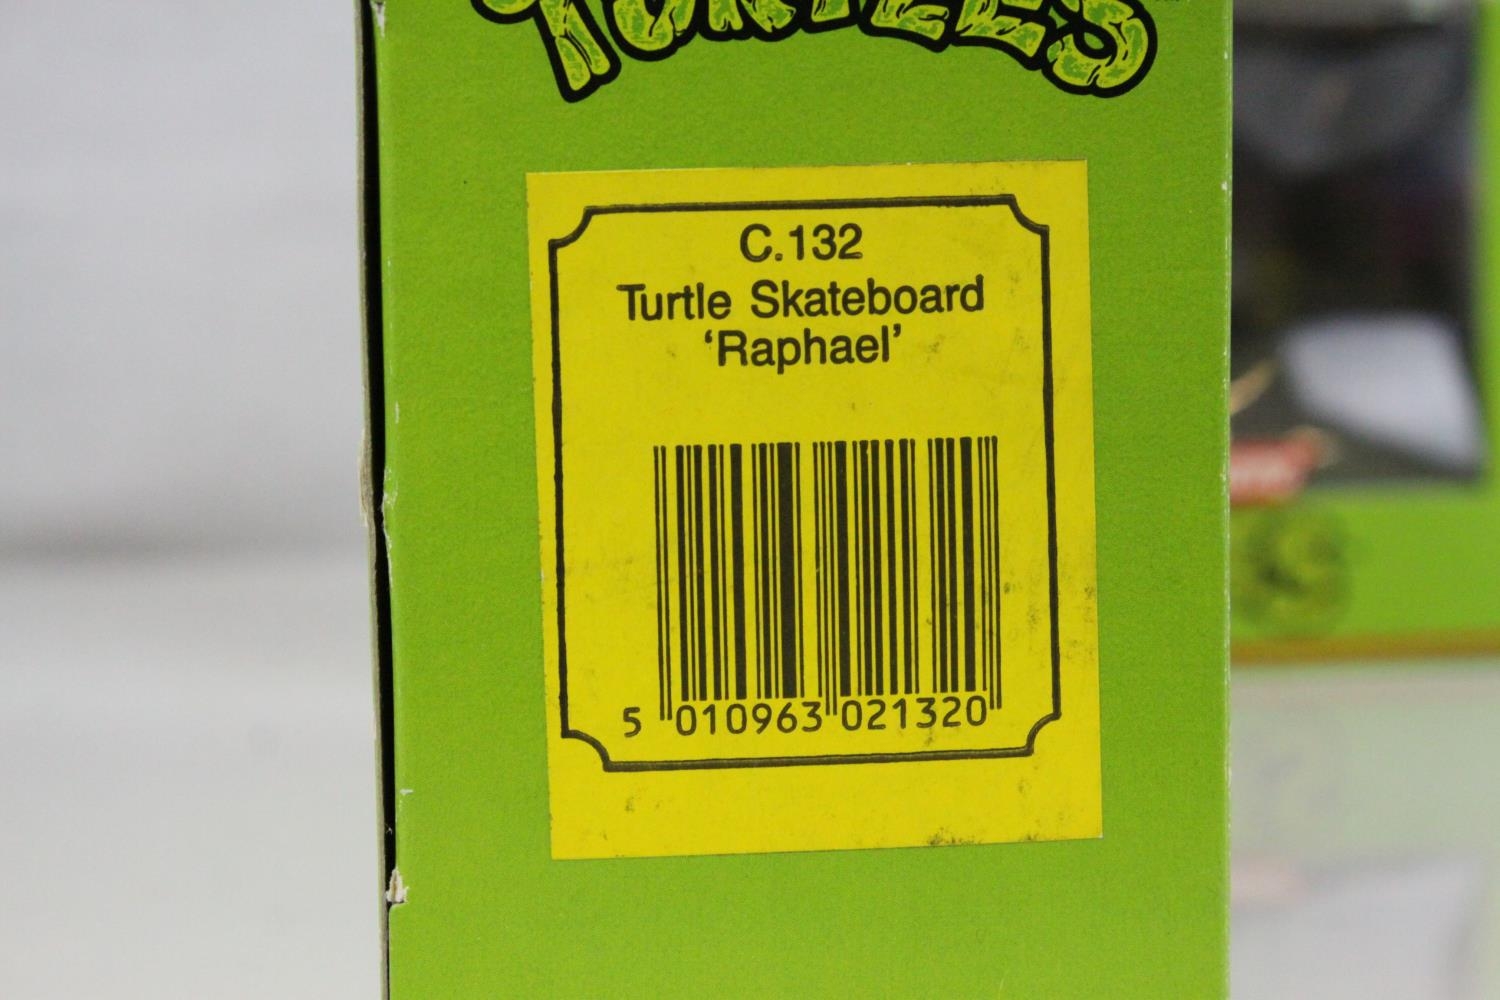 TURTLES
C.132
Turtle Skateboard
‘Raphael’
5 010963 021320